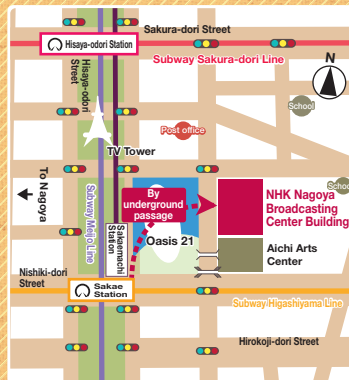 Sakura-dori Street
Hisaya-odori Station
Subway Sakura-dori Line
N
Hisaya-odori
Street
School
Post office
TV Tower
To Nagoya
Subway Meijo Line
Sakaemachi
Station
By
underground
passage
Oasis 21
NHK Nagoya
Broadcasting
Center Building
School
Aichi Arts
Center
Nishiki-dori
Street
Sakae
Station
Subway Higashiyama Line
Hirokoji-dori Street